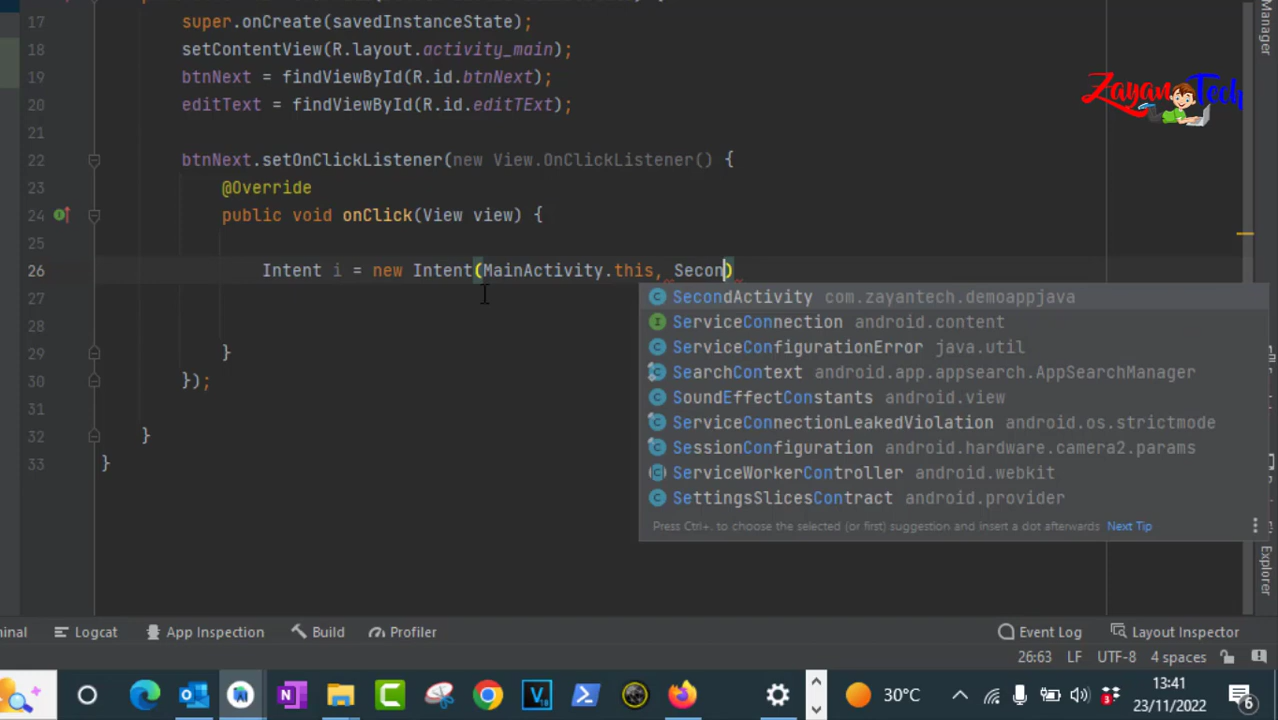 17 super.onCreate(savedInstanceState);
18 setContentView(R.layout.activity_main);
19 btnNext = findViewById(R.id.btnNext);
20 editText = findViewById(R.id.editTExt);
21
22 btnNext.setOnClickListener(new View.OnClickListener() {
23 @Override
24 public void onClick(View view) {
25
26 Intent i = new Intent(MainActivity.this, Secon)
27
28
29 }
30 });
31
32 }
33 }
SecondActivity com.zayantech.demoappjava
ServiceConnection android.content
ServiceConfigurationError java.util
SearchContext android.app.appsearch.AppSearchManager
SoundEffectConstants android.view
ServiceConnectionLeakedViolation android.os.strictmode
SessionConfiguration android.hardware.camera2.params
ServiceWorkerController android.webkit
SettingsSlicesContract android.provider
Press Ctrl+. to choose the selected (or first) suggestion and insert a dot afterwards Next Tip
Zayan Tech
Manager
Explorer
minal Logcat App Inspection Build Profiler Event Log Layout Inspector
26:63 LF UTF-8 4 spaces
30°C 13:41
23/11/2022 6